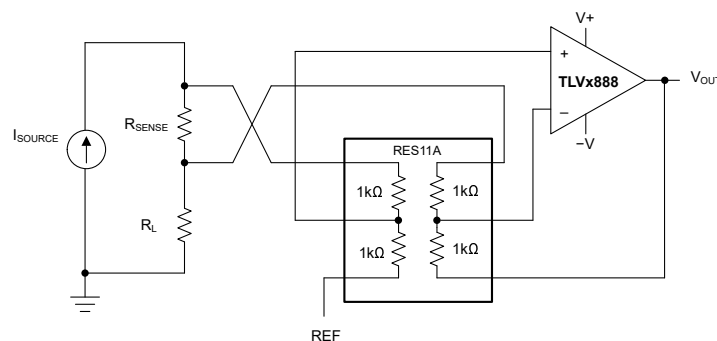 V+
+
TLVx888
V_OUT
−
−V
I_SOURCE
R_SENSE
RES11A
1kΩ
1kΩ
R_L
1kΩ
1kΩ
REF